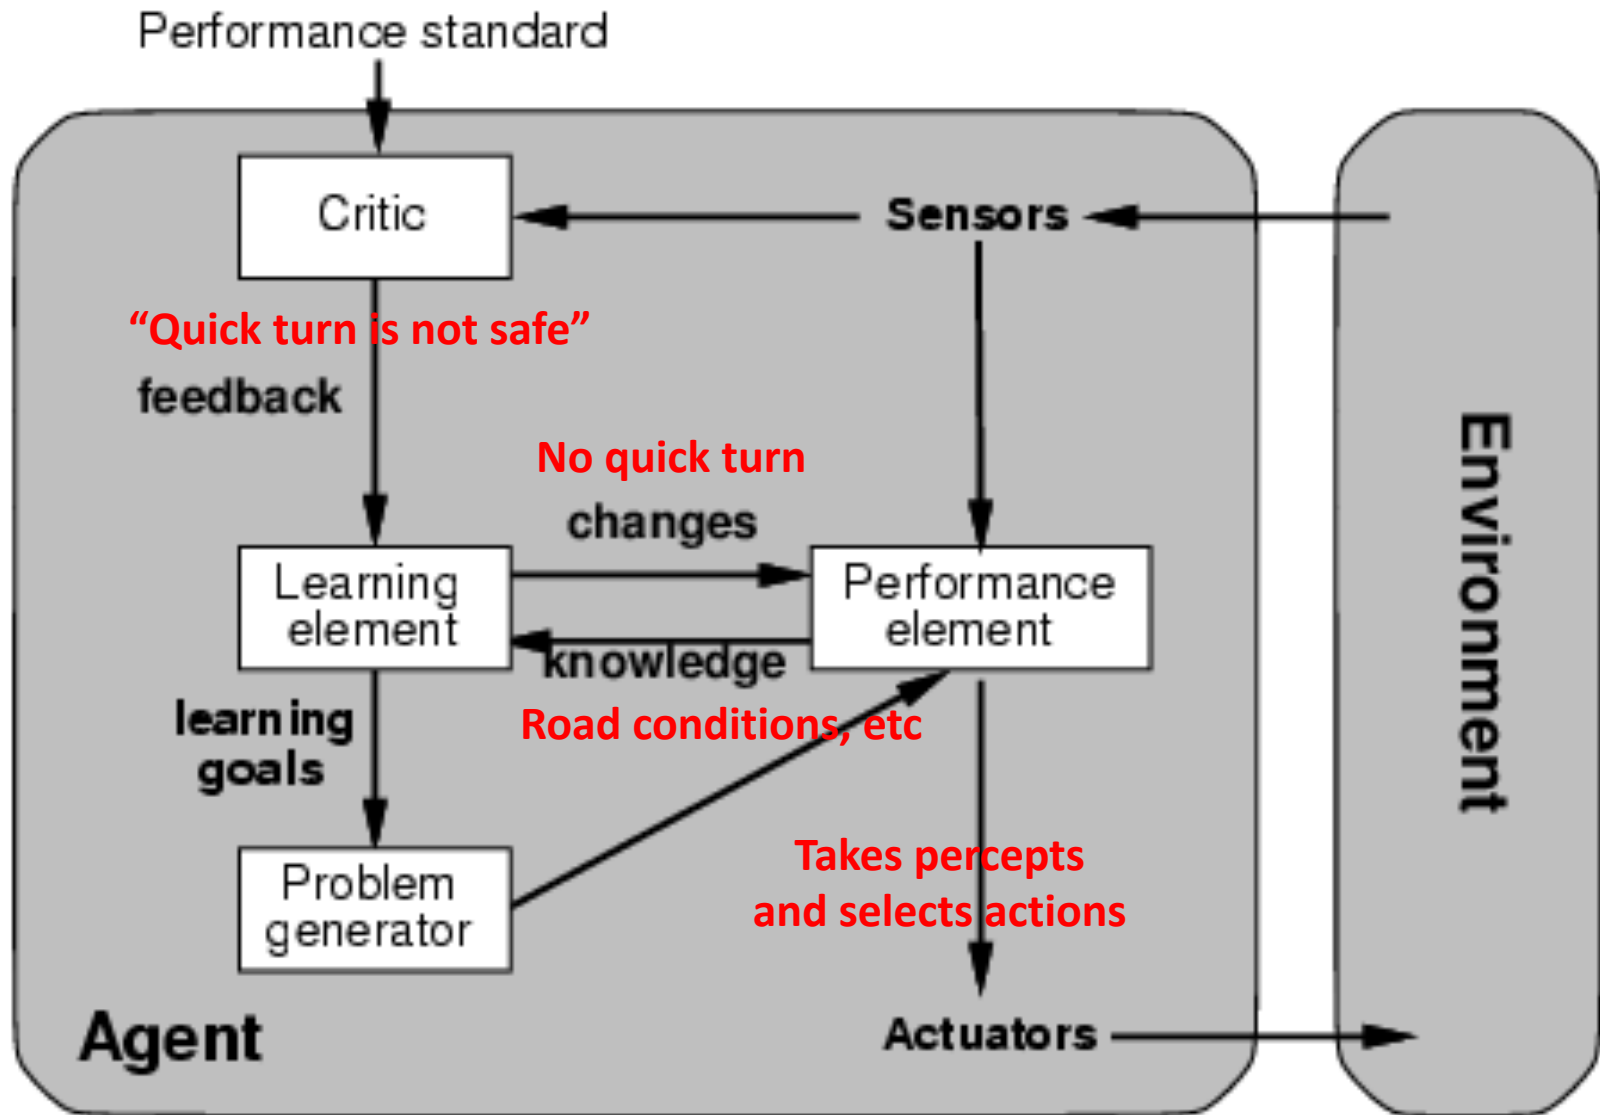 Performance standard
Critic
Sensors
“Quick turn is not safe”
feedback
No quick turn
changes
Learning
element
Performance
element
knowledge
Road conditions, etc
learning
goals
Problem
generator
Takes percepts
and selects actions
Agent
Actuators
Environment